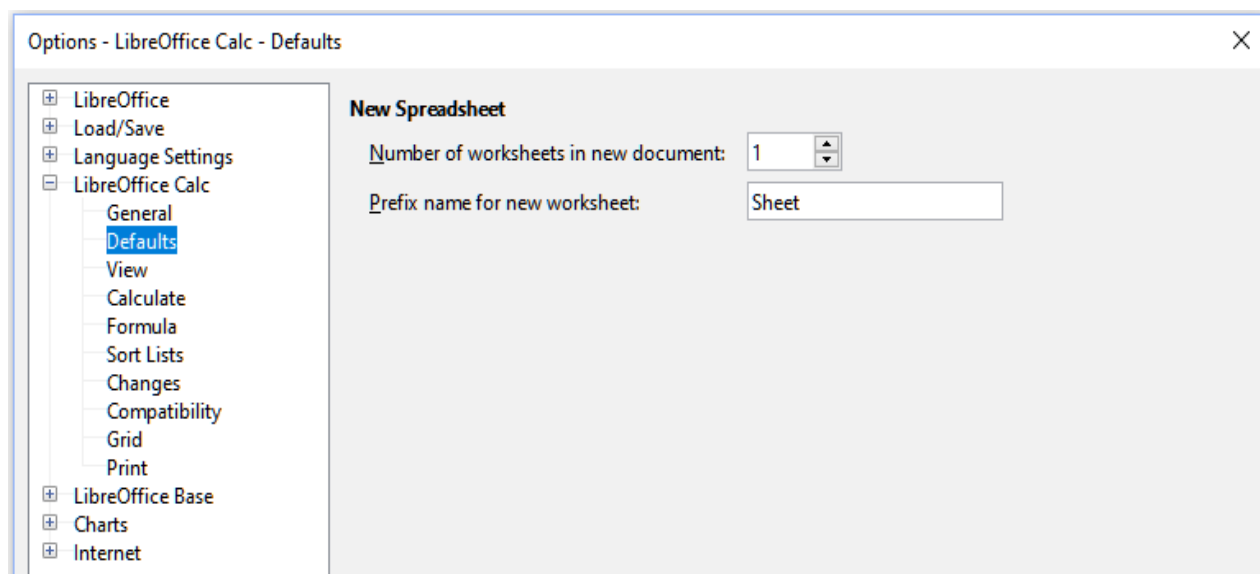 Options - LibreOffice Calc - Defaults
LibreOffice
Load/Save
Language Settings
LibreOffice Calc
General
Defaults
View
Calculate
Formula
Sort Lists
Changes
Compatibility
Grid
Print
LibreOffice Base
Charts
Internet
New Spreadsheet
Number of worksheets in new document: 1
Prefix name for new worksheet: Sheet